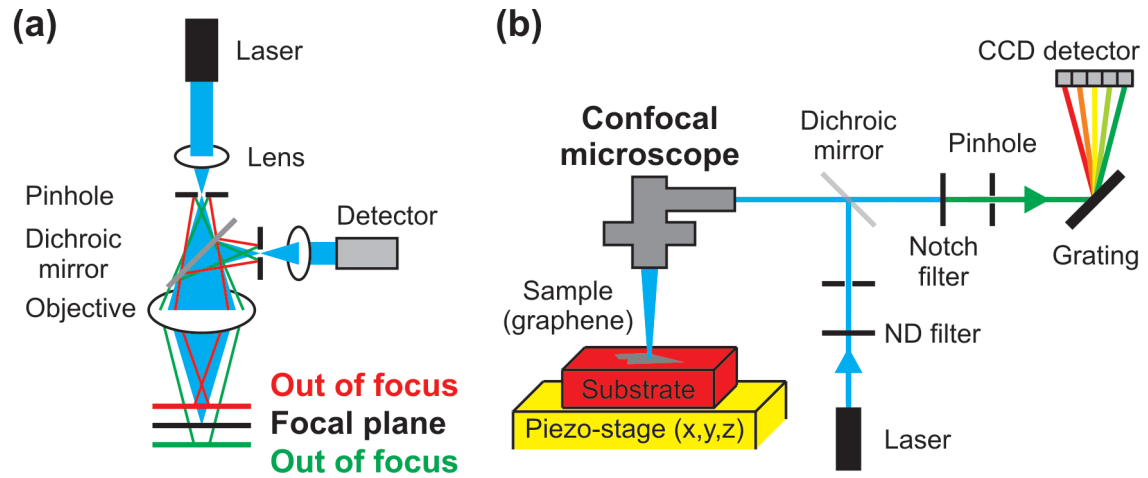 (a)
Laser
Lens
Pinhole
Detector
Dichroic
mirror
Objective
Out of focus
Focal plane
Out of focus
(b)
CCD detector
Confocal
microscope
Dichroic
mirror
Pinhole
Notch
filter
Grating
Sample
(graphene)
ND filter
Substrate
Piezo-stage (x,y,z)
Laser